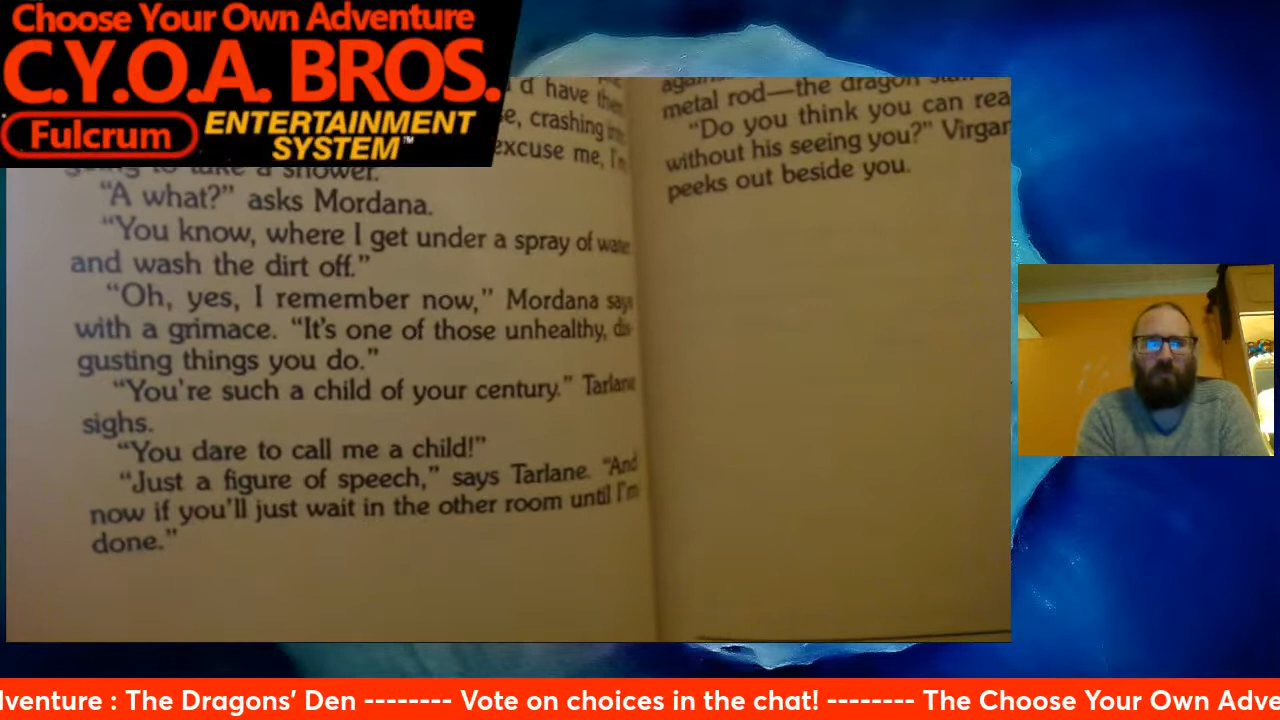 Choose Your Own Adventure
C.Y.O.A. BROS.
Fulcrum
ENTERTAINMENT
SYSTEM™
d have
crashing
excuse me, I'm
going to take a shower.
"A what?" asks Mordana.
"You know, where I get under a spray of water
and wash the dirt off."
"Oh, yes, I remember now," Mordana says
with a grimace. "It's one of those unhealthy, dis-
gusting things you do."
"You're such a child of your century." Tarlane
sighs.
"You dare to call me a child!"
"Just a figure of speech," says Tarlane. "And
now if you'll just wait in the other room until I'm
done."
metal rod—the dragon
"Do you think you can rea
without his seeing you?" Virgar
peeks out beside you.
dventure : The Dragons' Den -------- Vote on choices in the chat! -------- The Choose Your Own Adve